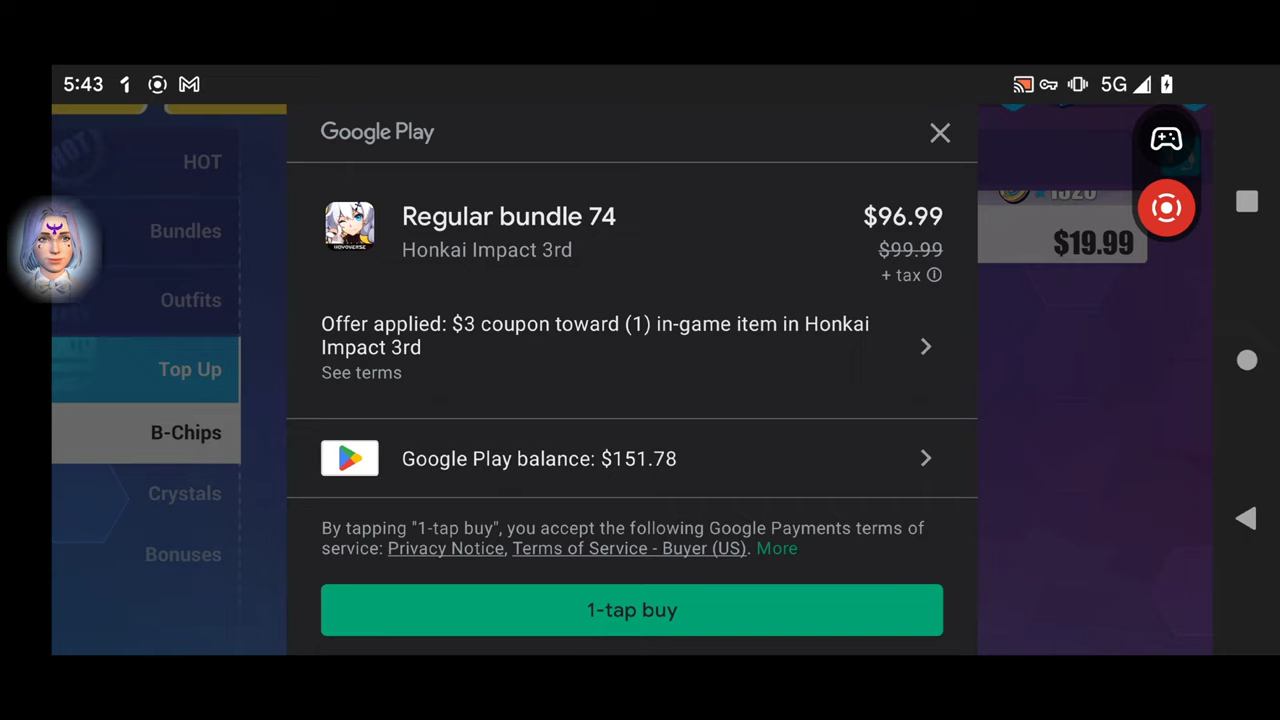 5:43
5G
Google Play
HOT
Bundles
Outfits
Top Up
B-Chips
Crystals
Bonuses
Regular bundle 74
$96.99
Honkai Impact 3rd
$99.99
+ tax
Offer applied: $3 coupon toward (1) in-game item in Honkai
Impact 3rd
See terms
Google Play balance: $151.78
By tapping "1-tap buy", you accept the following Google Payments terms of
service: Privacy Notice, Terms of Service - Buyer (US). More
1-tap buy
$19.99